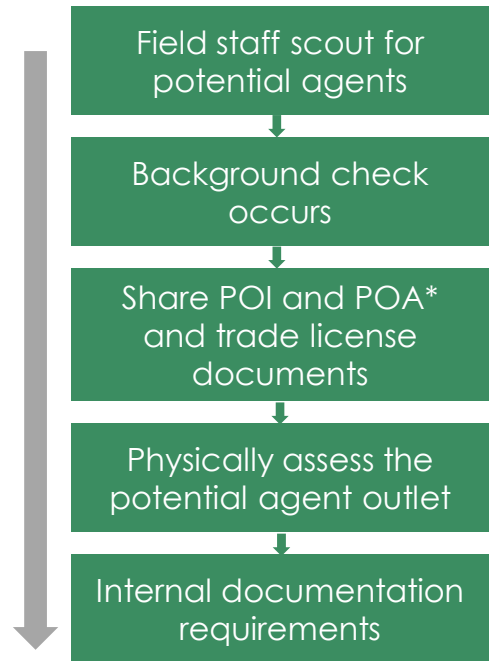 Field staff scout for
potential agents
Background check
occurs
Share POI and POA*
and trade license
documents
Physically assess the
potential agent outlet
Internal documentation
requirements